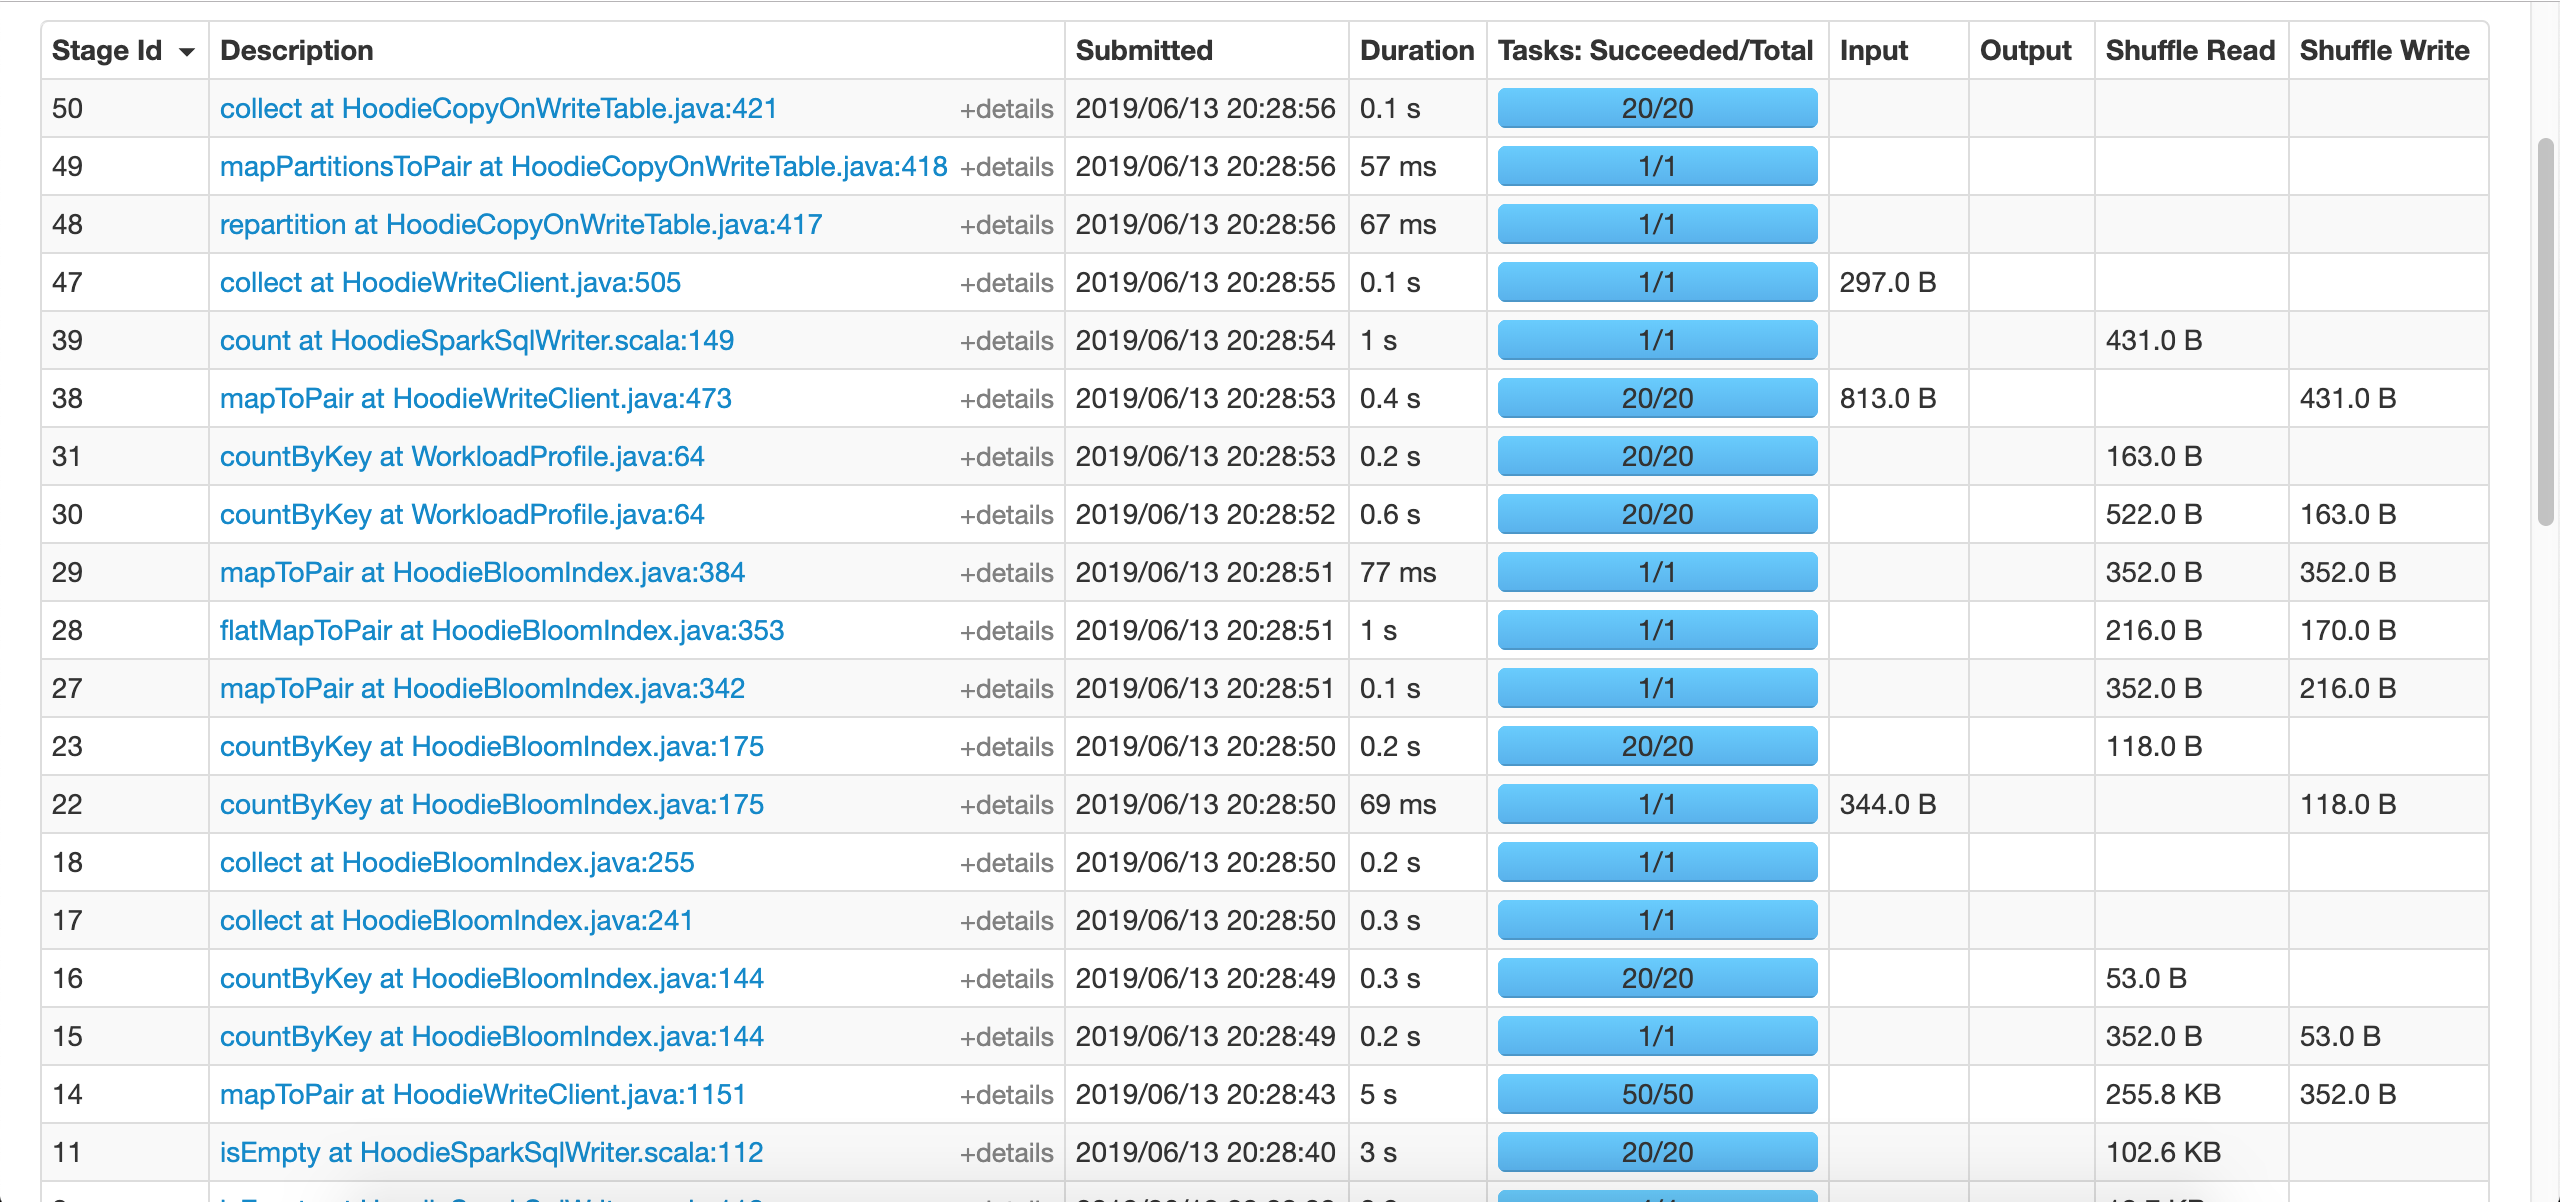 Stage Id Description Submitted Duration Tasks: Succeeded/Total Input Output Shuffle Read Shuffle Write
50 collect at HoodieCopyOnWriteTable.java:421 +details 2019/06/13 20:28:56 0.1 s 20/20
49 mapPartitionsToPair at HoodieCopyOnWriteTable.java:418 +details 2019/06/13 20:28:56 57 ms 1/1
48 repartition at HoodieCopyOnWriteTable.java:417 +details 2019/06/13 20:28:56 67 ms 1/1
47 collect at HoodieWriteClient.java:505 +details 2019/06/13 20:28:55 0.1 s 1/1 297.0 B
39 count at HoodieSparkSqlWriter.scala:149 +details 2019/06/13 20:28:54 1 s 1/1 431.0 B
38 mapToPair at HoodieWriteClient.java:473 +details 2019/06/13 20:28:53 0.4 s 20/20 813.0 B 431.0 B
31 countByKey at WorkloadProfile.java:64 +details 2019/06/13 20:28:53 0.2 s 20/20 163.0 B
30 countByKey at WorkloadProfile.java:64 +details 2019/06/13 20:28:52 0.6 s 20/20 522.0 B 163.0 B
29 mapToPair at HoodieBloomIndex.java:384 +details 2019/06/13 20:28:51 77 ms 1/1 352.0 B 352.0 B
28 flatMapToPair at HoodieBloomIndex.java:353 +details 2019/06/13 20:28:51 1 s 1/1 216.0 B 170.0 B
27 mapToPair at HoodieBloomIndex.java:342 +details 2019/06/13 20:28:51 0.1 s 1/1 352.0 B 216.0 B
23 countByKey at HoodieBloomIndex.java:175 +details 2019/06/13 20:28:50 0.2 s 20/20 118.0 B
22 countByKey at HoodieBloomIndex.java:175 +details 2019/06/13 20:28:50 69 ms 1/1 344.0 B 118.0 B
18 collect at HoodieBloomIndex.java:255 +details 2019/06/13 20:28:50 0.2 s 1/1
17 collect at HoodieBloomIndex.java:241 +details 2019/06/13 20:28:50 0.3 s 1/1
16 countByKey at HoodieBloomIndex.java:144 +details 2019/06/13 20:28:49 0.3 s 20/20 53.0 B
15 countByKey at HoodieBloomIndex.java:144 +details 2019/06/13 20:28:49 0.2 s 1/1 352.0 B 53.0 B
14 mapToPair at HoodieWriteClient.java:1151 +details 2019/06/13 20:28:43 5 s 50/50 255.8 KB 352.0 B
11 isEmpty at HoodieSparkSqlWriter.scala:112 +details 2019/06/13 20:28:40 3 s 20/20 102.6 KB